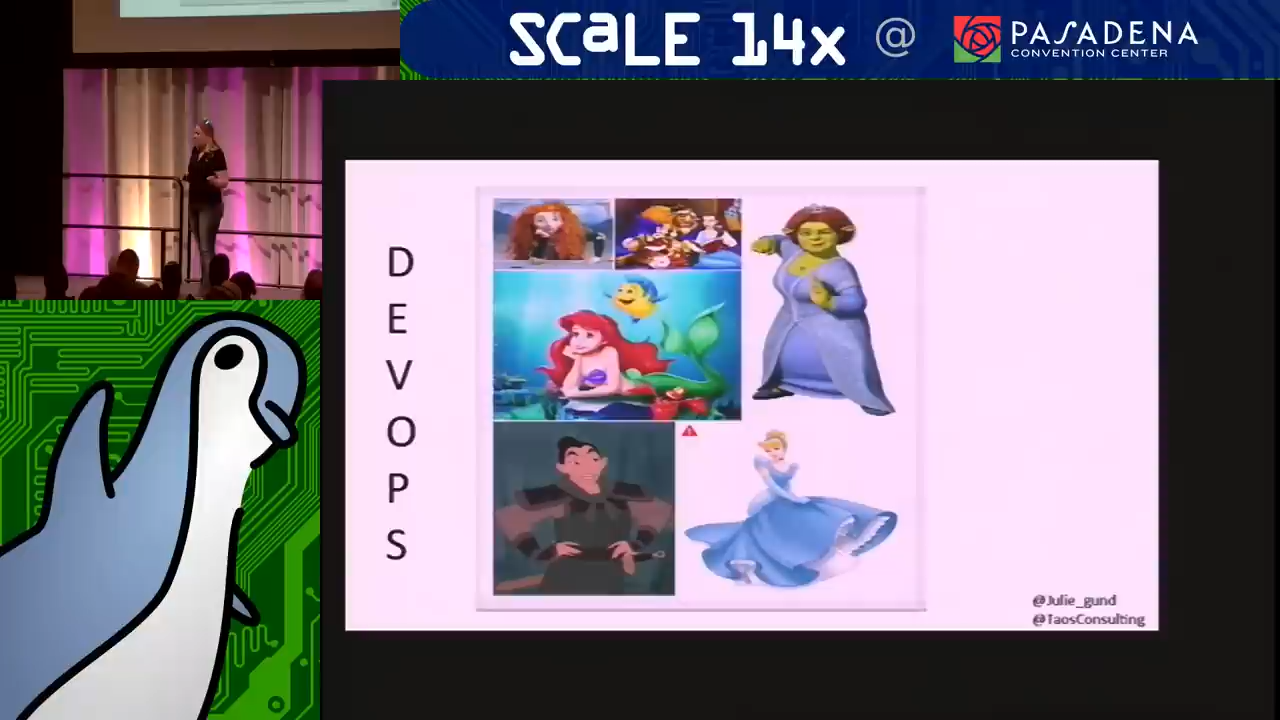 SCaLE 14x @ PASADENA
CONVENTION CENTER
D
E
V
O
P
S
@Julie_gund
@TaosConsulting